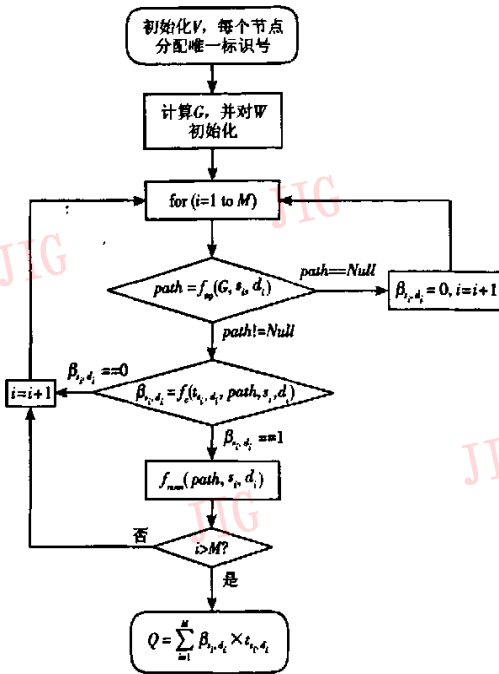 初始化V，每个节点
分配唯一标识号
计算G，并对W
初始化
for (i=1 to M)
JIG
JIG
path = f_sp(G, s_i, d_i)
path==Null
β_{s_i, d_i} = 0, i=i+1
path!=Null
β_{s_i, d_i} ==0
i=i+1
β_{s_i, d_i} = f_c(t_{s_i, d_i}, path, s_i, d_i)
β_{s_i, d_i} ==1
JIG
(path, s_i, d_i)
JIG
否
i>M?
是
Q = \sum_{i=1}^{M} β_{s_i, d_i} × t_{s_i, d_i}